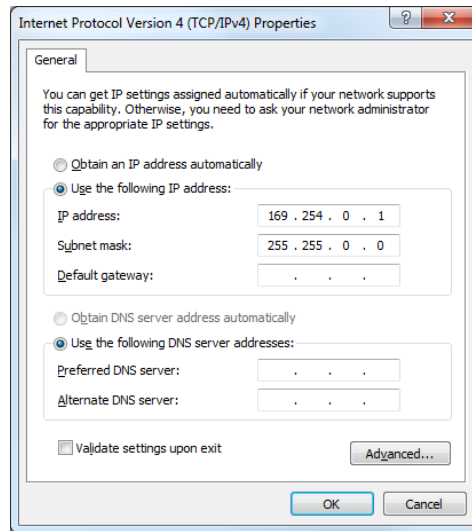 Internet Protocol Version 4 (TCP/IPv4) Properties
General
You can get IP settings assigned automatically if your network supports
this capability. Otherwise, you need to ask your network administrator
for the appropriate IP settings.
Obtain an IP address automatically
Use the following IP address:
IP address: 169 . 254 . 0 . 1
Subnet mask: 255 . 255 . 0 . 0
Default gateway: . . .
Obtain DNS server address automatically
Use the following DNS server addresses:
Preferred DNS server: . . .
Alternate DNS server: . . .
Validate settings upon exit
Advanced...
OK Cancel